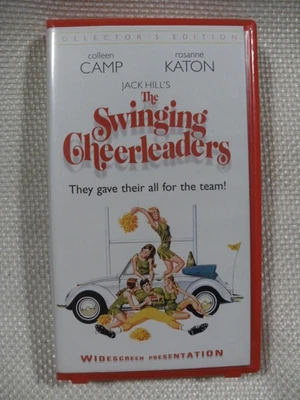 COLLECTOR'S EDITION
colleen rosanne
CAMP KATON
JACK HILL'S
The
Swinging
Cheerleaders
They gave their all for the team!
WIDESCREEN PRESENTATION